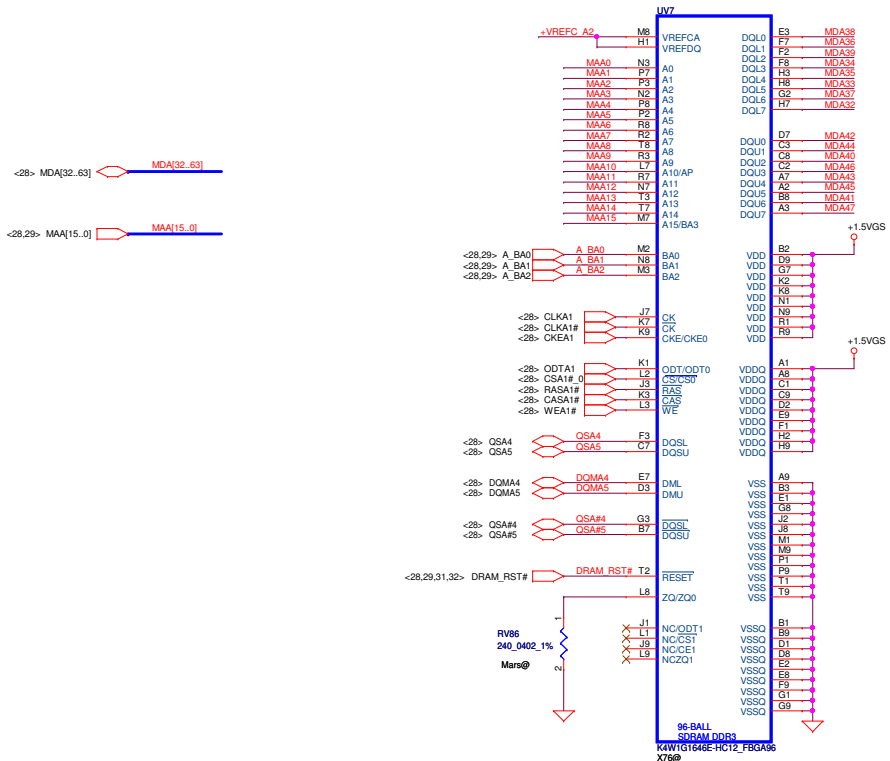 UV7
+VREFC_A2 M8 VREFCA DQL0 E3 MDA38
H1 VREFDQ DQL1 F7 MDA36
DQL2 F2 MDA39
MAA0 N3 A0 DQL3 F8 MDA34
MAA1 P7 A1 DQL4 H3 MDA35
MAA2 P3 A2 DQL5 H8 MDA33
MAA3 N2 A3 DQL6 G2 MDA37
MAA4 P8 A4 DQL7 H7 MDA32
MAA5 P2 A5
MAA6 R8 A6
MAA7 R2 A7 DQU0 D7 MDA42
MAA8 T8 A8 DQU1 C3 MDA44
MAA9 R3 A9 DQU2 C8 MDA40
MAA10 L7 A10/AP DQU3 C2 MDA46
MAA11 R7 A11 DQU4 A7 MDA43
MAA12 N7 A12 DQU5 A2 MDA45
MAA13 T3 A13 DQU6 B8 MDA41
MAA14 T7 A14 DQU7 A3 MDA47
MAA15 M7 A15/BA3
<28> MDA[32..63] MDA[32..63]
<28,29> MAA[15..0] MAA[15..0]
+1.5VGS
<28,29> A_BA0 A_BA0 M2 BA0 VDD B2
<28,29> A_BA1 A_BA1 N8 BA1 VDD D9
<28,29> A_BA2 A_BA2 M3 BA2 VDD G7
VDD K2
VDD K8
VDD N1
<28> CLKA1 J7 CK VDD N9
<28> CLKA1# K7 CK VDD R1
<28> CKEA1 K9 CKE/CKE0 VDD R9
+1.5VGS
<28> ODTA1 K1 ODT/ODT0 VDDQ A1
<28> CSA1#_0 L2 CS/CS0 VDDQ A8
<28> RASA1# J3 RAS VDDQ C1
<28> CASA1# K3 CAS VDDQ C9
<28> WEA1# L3 WE VDDQ D2
VDDQ E9
VDDQ F1
<28> QSA4 QSA4 F3 DQSL VDDQ H2
<28> QSA5 QSA5 C7 DQSU VDDQ H9
<28> DQMA4 DQMA4 E7 DML VSS A9
<28> DQMA5 DQMA5 D3 DMU VSS B3
VSS E1
VSS G8
<28> QSA#4 QSA#4 G3 DQSL VSS J2
<28> QSA#5 QSA#5 B7 DQSU VSS J8
VSS M1
VSS M9
VSS P1
<28,29,31,32> DRAM_RST# DRAM_RST# T2 RESET VSS P9
VSS T1
L8 ZQ/ZQ0 VSS T9
1
J1 NC/ODT1 VSSQ B1
RV86 L1 NC/CS1 VSSQ B9
240_0402_1% J9 NC/CE1 VSSQ D1
L9 NCZQ1 VSSQ D8
Mars@ 2 VSSQ E2
VSSQ E8
VSSQ F9
VSSQ G1
VSSQ G9
96-BALL
SDRAM DDR3
K4W1G1646E-HC12_FBGA96
X76@